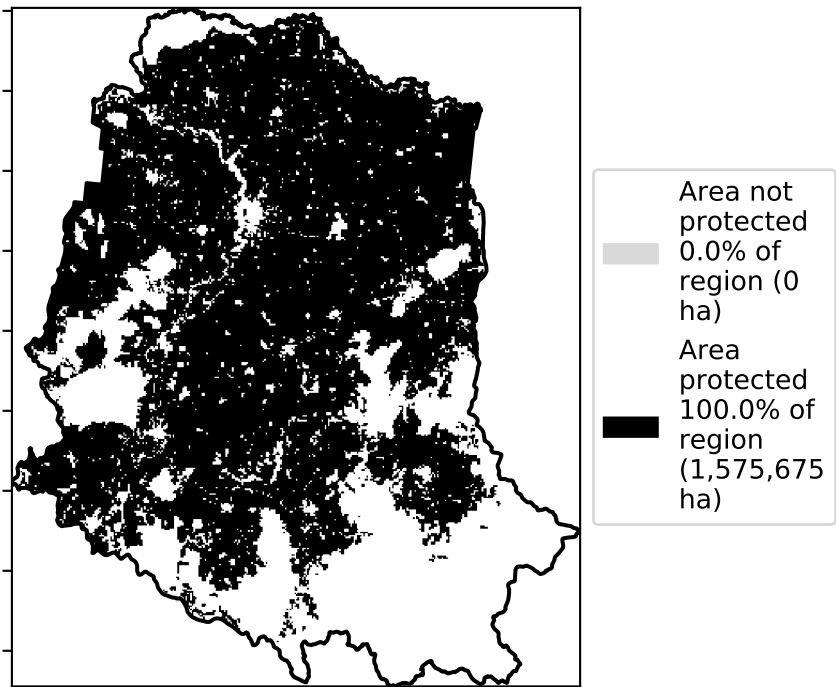 Area not
protected
0.0% of
region (0
ha)
Area
protected
100.0% of
region
(1,575,675
ha)